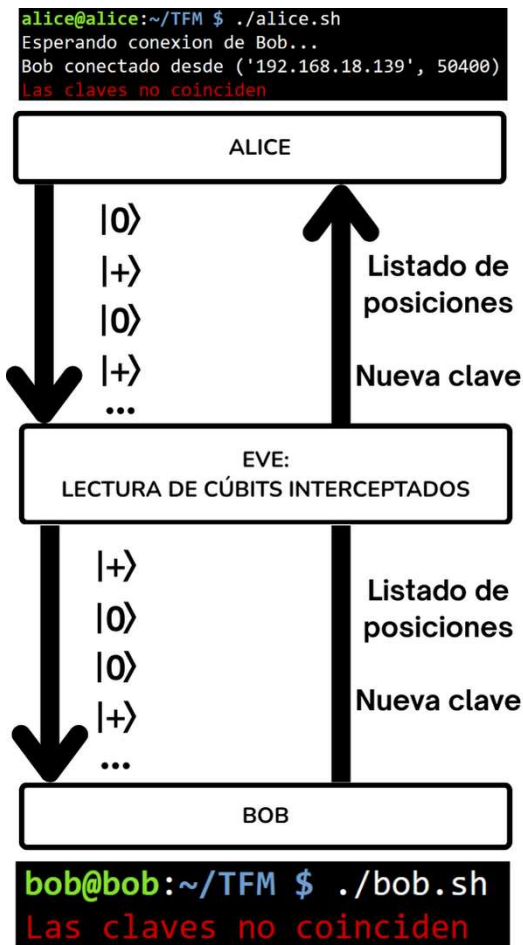 alice@alice:~/TFM $ ./alice.sh
Esperando conexion de Bob...
Bob conectado desde ('192.168.18.139', 50400)
Las claves no coinciden
ALICE
|0⟩
|+⟩
|0⟩
|+⟩
...
Listado de
posiciones
Nueva clave
EVE:
LECTURA DE CÚBITS INTERCEPTADOS
|+⟩
|0⟩
|0⟩
|+⟩
...
Listado de
posiciones
Nueva clave
BOB
bob@bob:~/TFM $ ./bob.sh
Las claves no coinciden